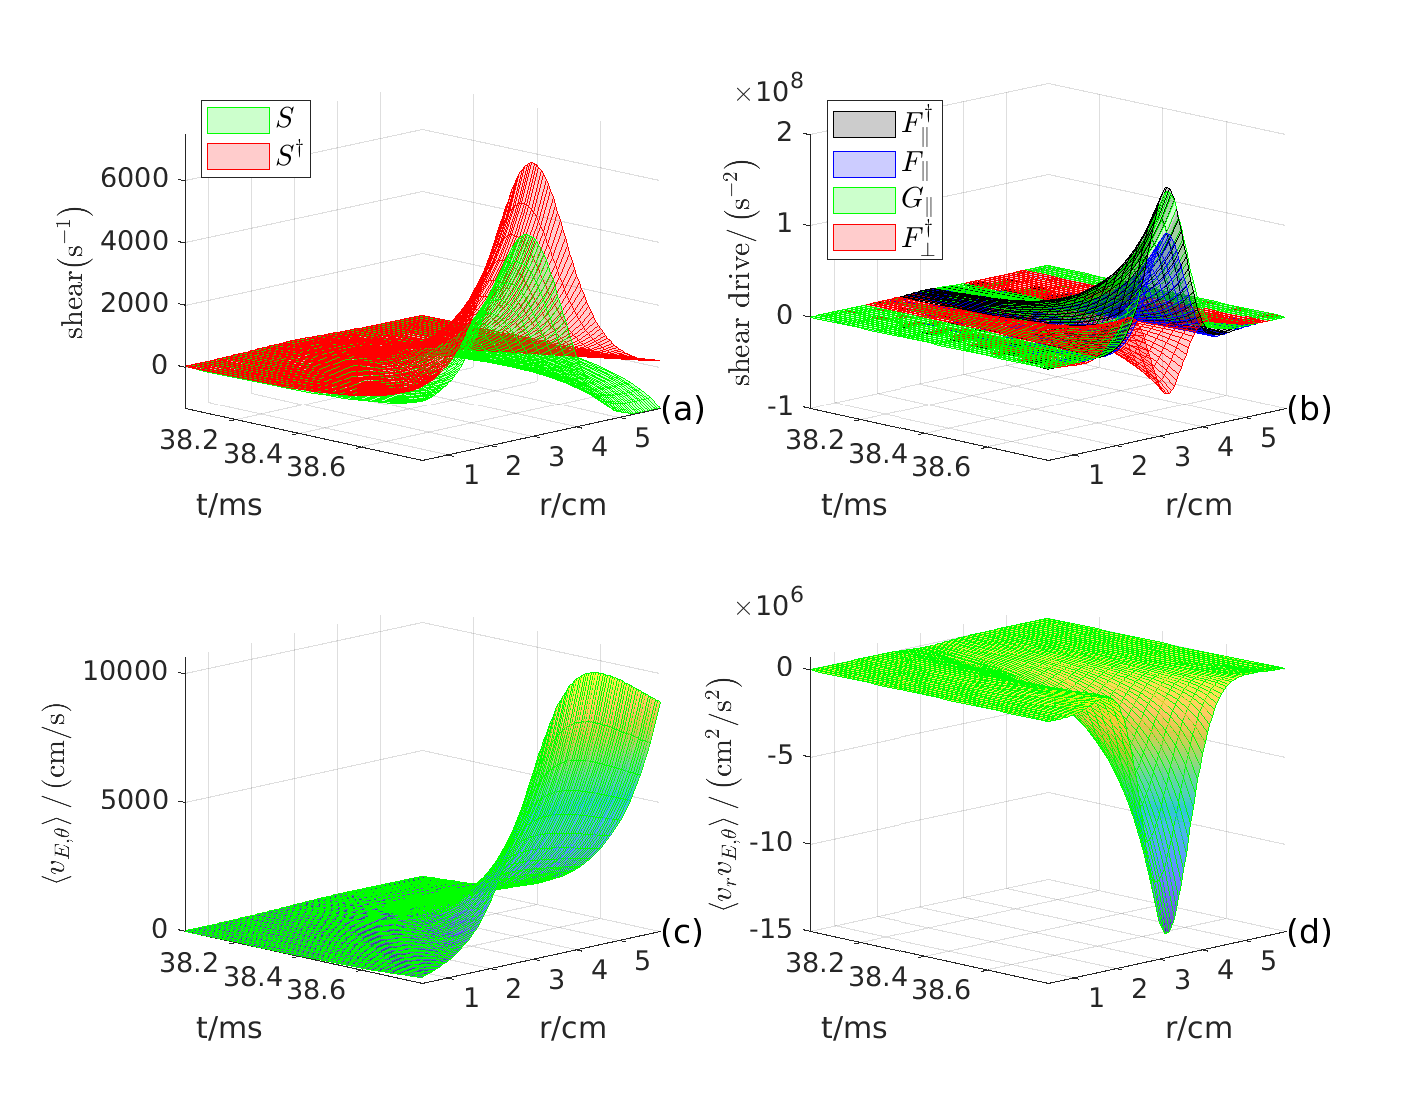 S
S†
shear(s⁻¹)
6000
4000
2000
0
38.2
38.4
38.6
t/ms
1
2
3
4
5
r/cm
(a)
×10⁸
F∥†
F∥
G∥
F⊥†
shear drive/ (s⁻²)
2
1
0
-1
38.2
38.4
38.6
t/ms
1
2
3
4
5
r/cm
(b)
⟨v_{E,θ}⟩ / (cm/s)
10000
5000
0
38.2
38.4
38.6
t/ms
1
2
3
4
5
r/cm
(c)
×10⁶
⟨v_r v_{E,θ}⟩ / (cm²/s²)
0
-5
-10
-15
38.2
38.4
38.6
t/ms
1
2
3
4
5
r/cm
(d)